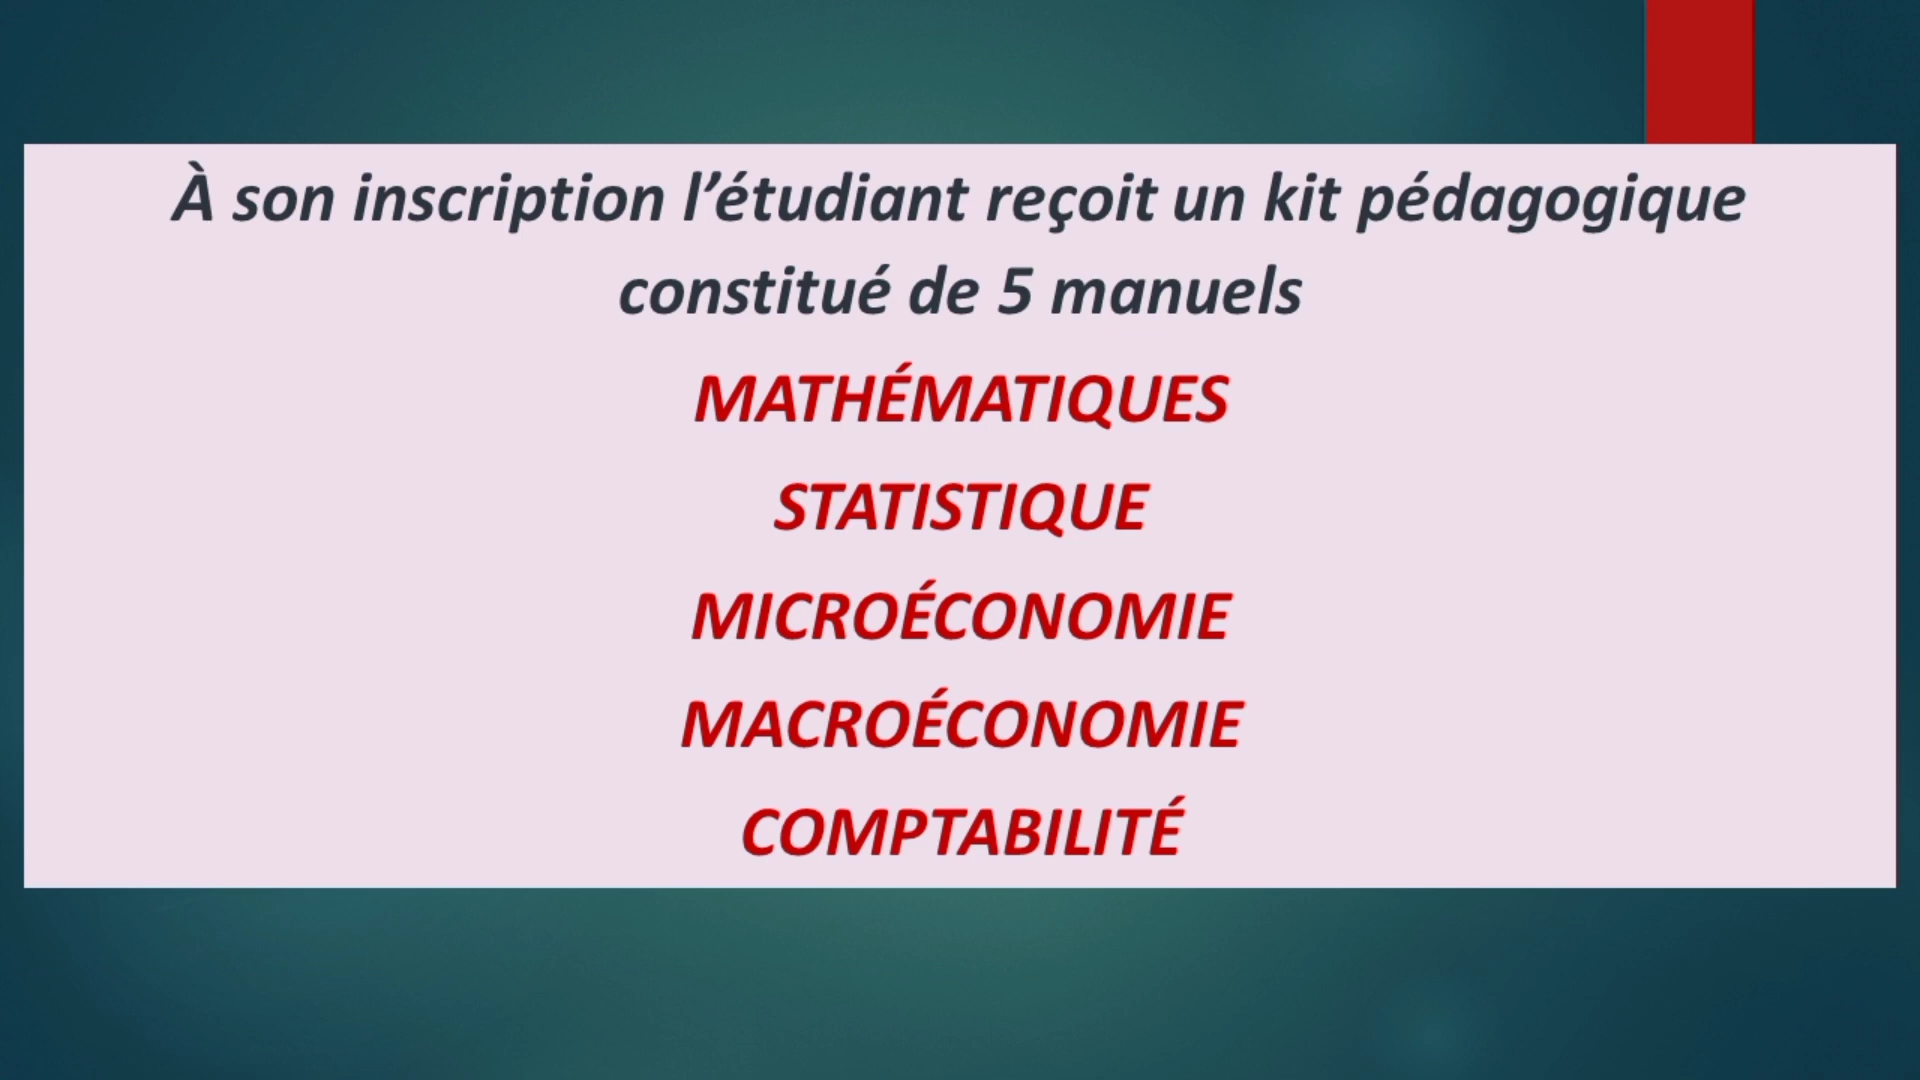 À son inscription l’étudiant reçoit un kit pédagogique
constitué de 5 manuels
MATHÉMATIQUES
STATISTIQUE
MICROÉCONOMIE
MACROÉCONOMIE
COMPTABILITÉ